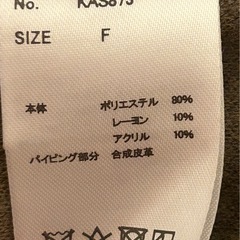 No. KAS875
SIZE F
本体 ポリエステル 80%
レーヨン 10%
アクリル 10%
パイピング部分 合成皮革